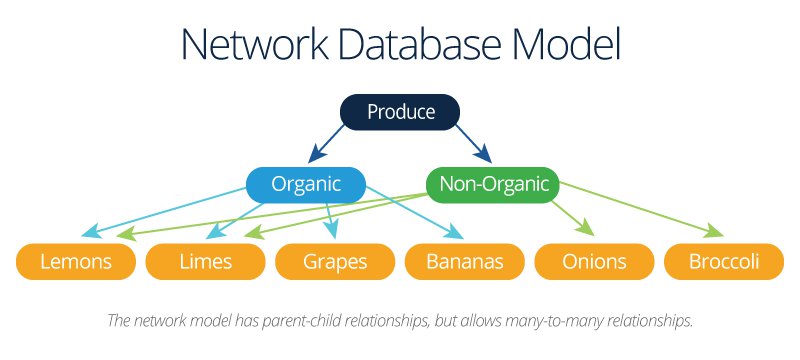 Network Database Model
Produce
Organic
Non-Organic
Lemons
Limes
Grapes
Bananas
Onions
Broccoli
The network model has parent-child relationships, but allows many-to-many relationships.